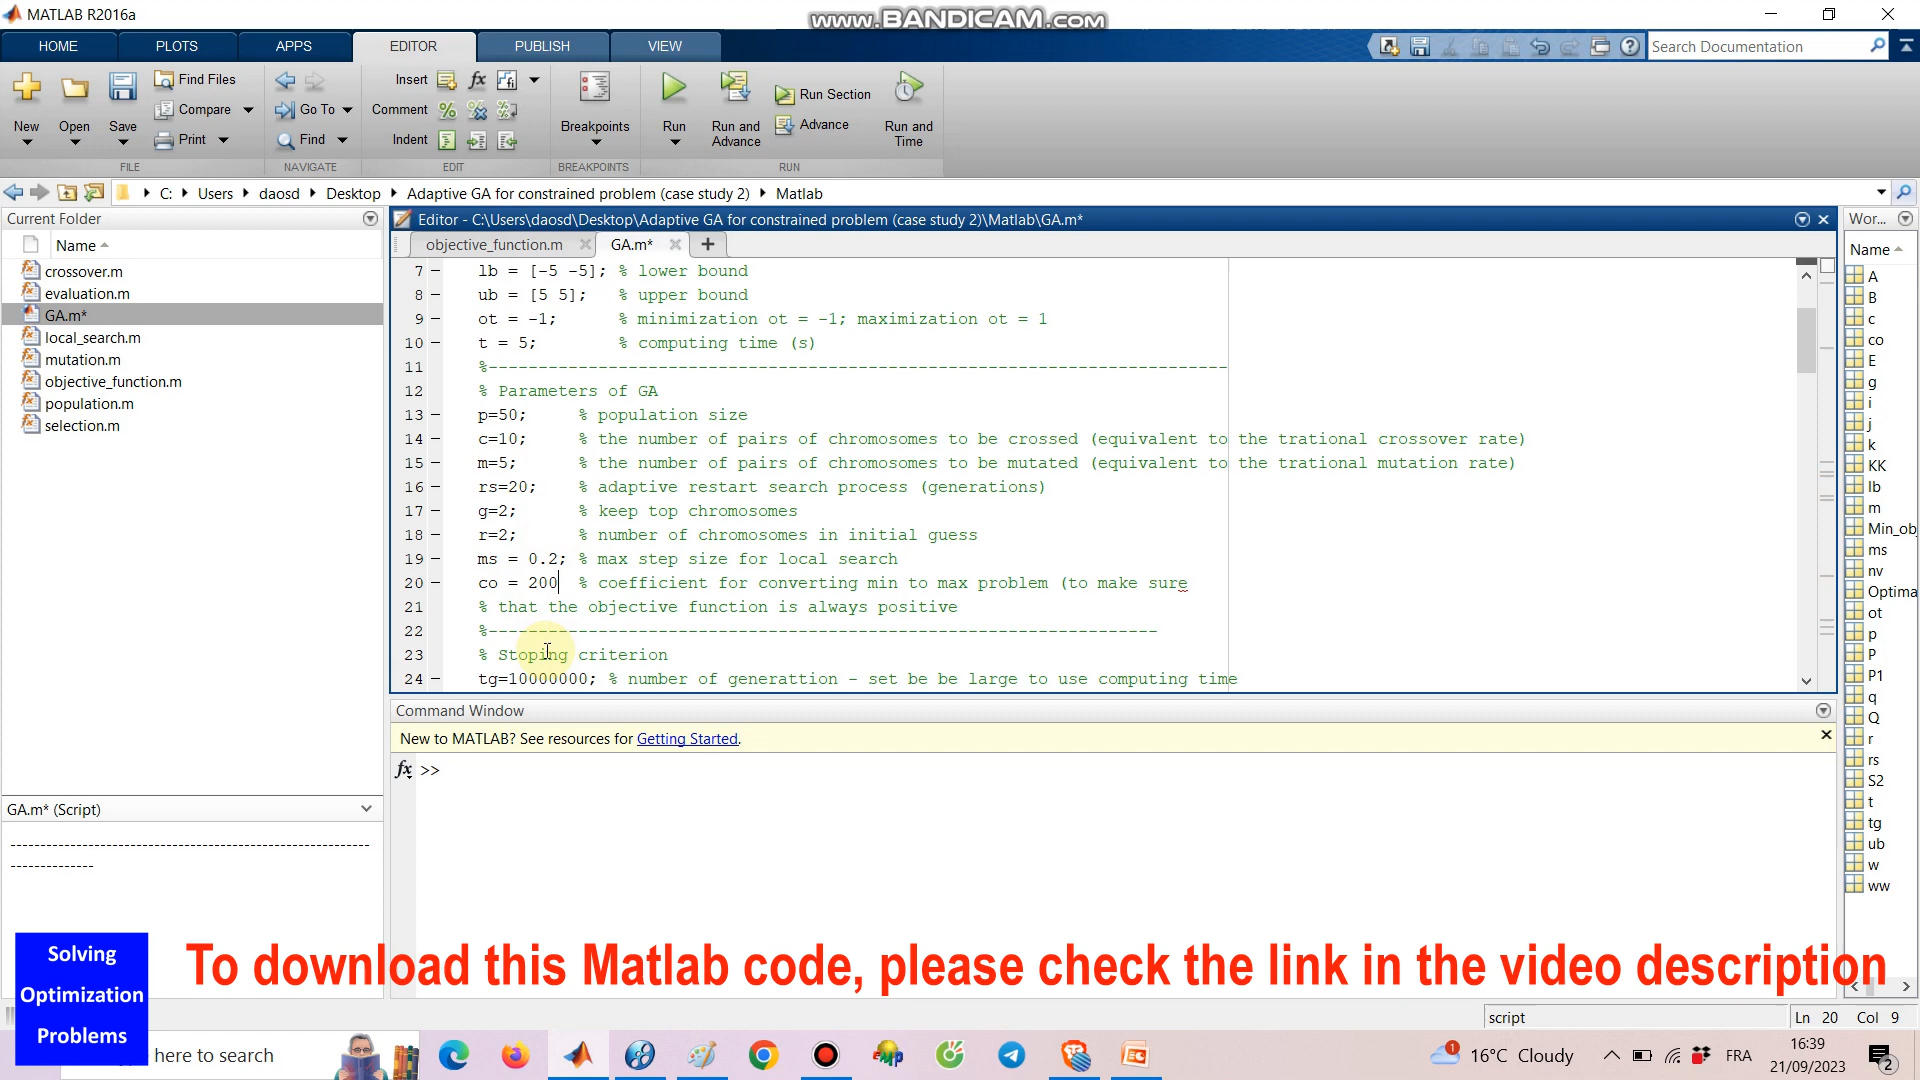 MATLAB R2016a
www.BANDICAM.com
HOME PLOTS APPS EDITOR PUBLISH VIEW
Search Documentation
New Open Save
Find Files
Compare
Print
FILE
Go To
Find
NAVIGATE
Insert
Comment
Indent
fx
EDIT
Breakpoints
BREAKPOINTS
Run
Run and Advance
Run Section
Advance
Run and Time
RUN
C: Users daosd Desktop Adaptive GA for constrained problem (case study 2) Matlab
Current Folder
Name
crossover.m
evaluation.m
GA.m*
local_search.m
mutation.m
objective_function.m
population.m
selection.m
GA.m* (Script)
--------------------------------------------------------------
--------------
Editor - C:\Users\daosd\Desktop\Adaptive GA for constrained problem (case study 2)\Matlab\GA.m*
objective_function.m GA.m*
7 - lb = [-5 -5]; % lower bound
8 - ub = [5 5]; % upper bound
9 - ot = -1; % minimization ot = -1; maximization ot = 1
10 - t = 5; % computing time (s)
11 %--------------------------------------------------------------------------
12 % Parameters of GA
13 - p=50; % population size
14 - c=10; % the number of pairs of chromosomes to be crossed (equivalent to the trational crossover rate)
15 - m=5; % the number of pairs of chromosomes to be mutated (equivalent to the trational mutation rate)
16 - rs=20; % adaptive restart search process (generations)
17 - g=2; % keep top chromosomes
18 - r=2; % number of chromosomes in initial guess
19 - ms = 0.2; % max step size for local search
20 - co = 200 % coefficient for converting min to max problem (to make sure
21 % that the objective function is always positive
22 %-------------------------------------------------------------------
23 % Stoping criterion
24 - tg=10000000; % number of generattion - set be be large to use computing time
Command Window
New to MATLAB? See resources for Getting Started.
fx >>
Wor...
Name
A
B
c
co
E
g
i
j
k
KK
lb
m
Min_ob
ms
nv
Optima
ot
p
P
P1
q
Q
r
rs
S2
t
tg
ub
w
ww
Solving
Optimization
Problems
To download this Matlab code, please check the link in the video description
script Ln 20 Col 9
here to search
16°C Cloudy
FRA
16:39
21/09/2023